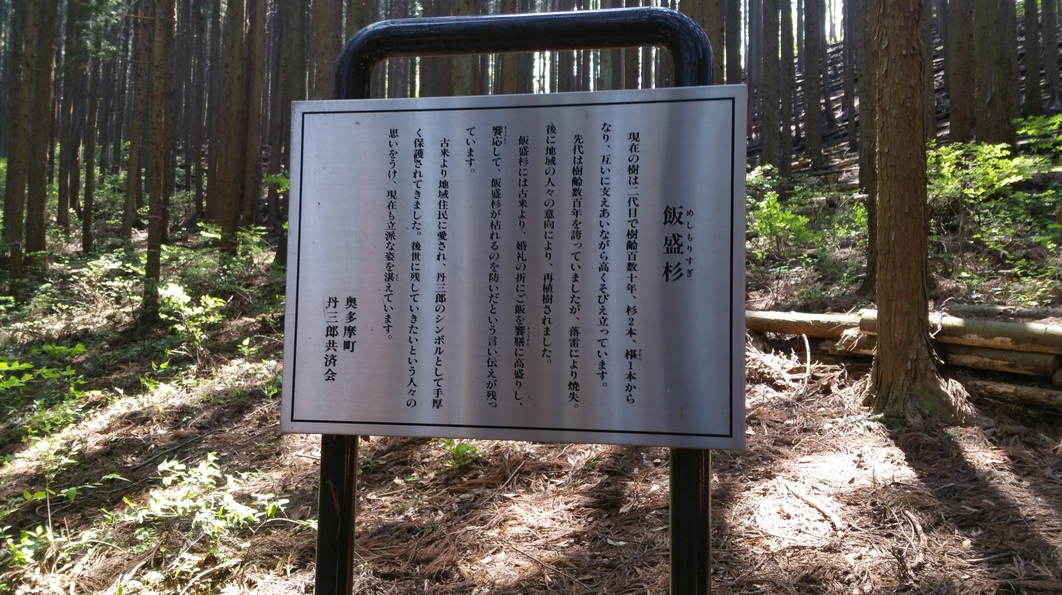 飯盛杉
めしもりすぎ
現在の樹は二代目で樹齢百数十年、杉2本、椹1本から
なり、互いに支えあいながら高くそびえ立っています。
先代は樹齢数百年を誇っていましたが、落雷により焼失。
後に地域の人々の意向により、再植樹されました。
飯盛杉には古来より、婚礼の折にご飯を饗膳に高盛りし、
饗応して、飯盛杉が枯れるのを防いだという言い伝えが残っ
ています。
古来より地域住民に愛され、丹三郎のシンボルとして手厚
く保護されてきました。後世に残していきたいという人々の
思いをうけ、現在も立派な姿を湛えています。
奥多摩町
丹三郎共済会